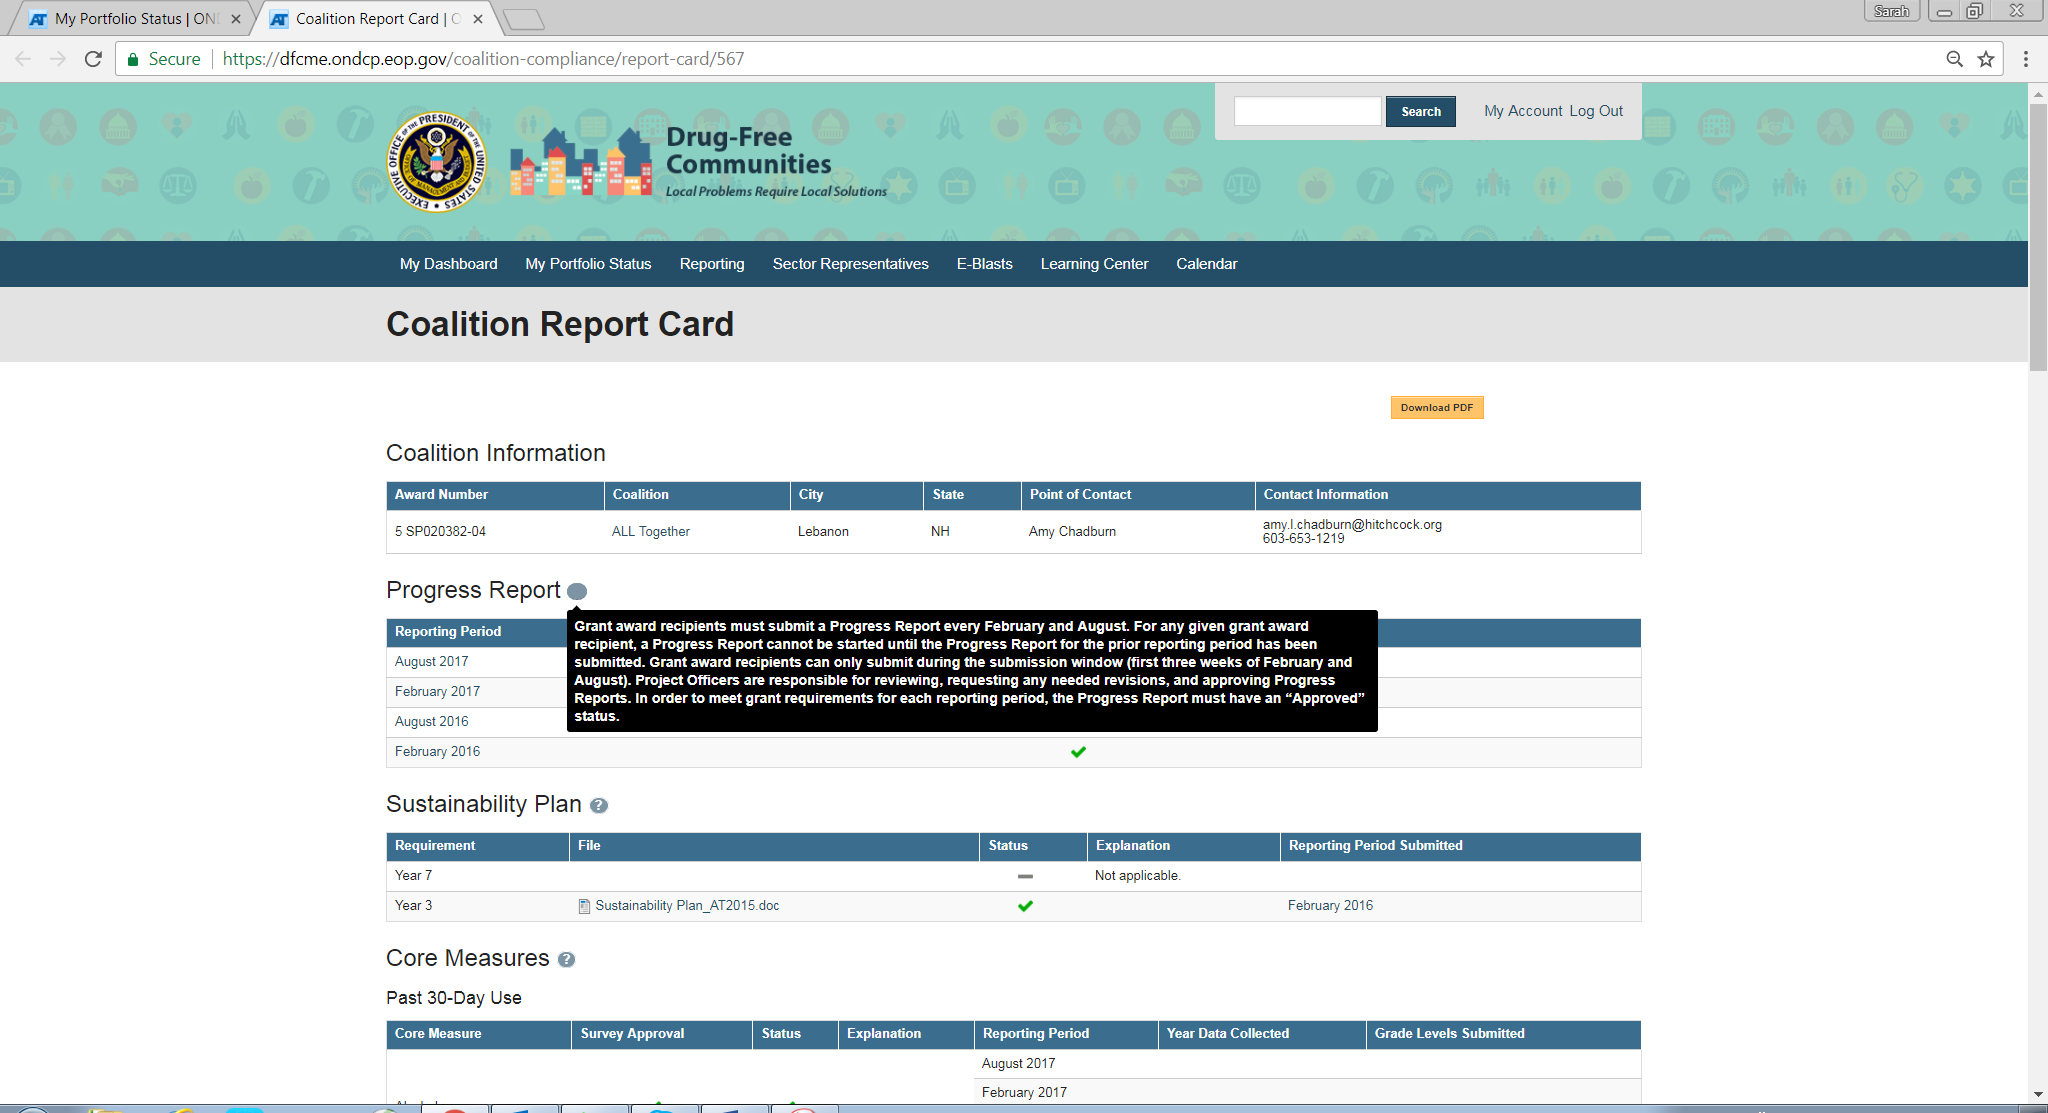 My Portfolio Status | ON
Coalition Report Card | O
Sarah
Secure
https://dfcme.ondcp.eop.gov/coalition-compliance/report-card/567
EXECUTIVE OFFICE OF THE PRESIDENT OF THE UNITED STATES
Drug-Free
Communities
Local Problems Require Local Solutions
Search
My Account Log Out
My Dashboard My Portfolio Status Reporting Sector Representatives E-Blasts Learning Center Calendar
Coalition Report Card
Download PDF
Coalition Information
Award Number Coalition City State Point of Contact Contact Information
5 SP020382-04 ALL Together Lebanon NH Amy Chadburn amy.l.chadburn@hitchcock.org
603-653-1219
Progress Report
Reporting Period
August 2017
February 2017
August 2016
February 2016
Grant award recipients must submit a Progress Report every February and August. For any given grant award
recipient, a Progress Report cannot be started until the Progress Report for the prior reporting period has been
submitted. Grant award recipients can only submit during the submission window (first three weeks of February and
August). Project Officers are responsible for reviewing, requesting any needed revisions, and approving Progress
Reports. In order to meet grant requirements for each reporting period, the Progress Report must have an “Approved”
status.
Sustainability Plan ?
Requirement File Status Explanation Reporting Period Submitted
Year 7 Not applicable.
Year 3 Sustainability Plan_AT2015.doc February 2016
Core Measures ?
Past 30-Day Use
Core Measure Survey Approval Status Explanation Reporting Period Year Data Collected Grade Levels Submitted
August 2017
February 2017